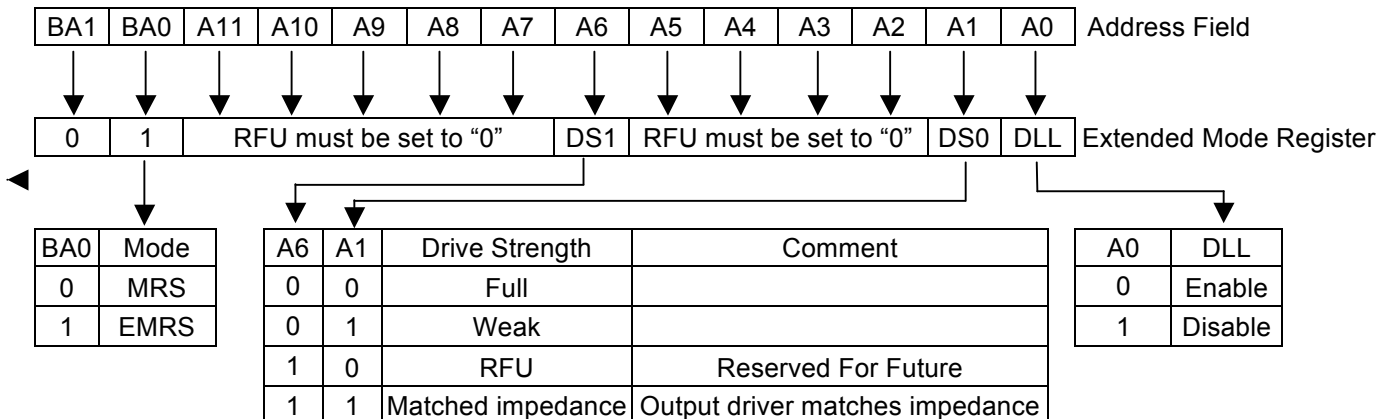 BA1 BA0 A11 A10 A9 A8 A7 A6 A5 A4 A3 A2 A1 A0 Address Field
0 1 RFU must be set to “0” DS1 RFU must be set to “0” DS0 DLL Extended Mode Register
BA0 Mode
0 MRS
1 EMRS
A6 A1 Drive Strength Comment
0 0 Full
0 1 Weak
1 0 RFU Reserved For Future
1 1 Matched impedance Output driver matches impedance
A0 DLL
0 Enable
1 Disable